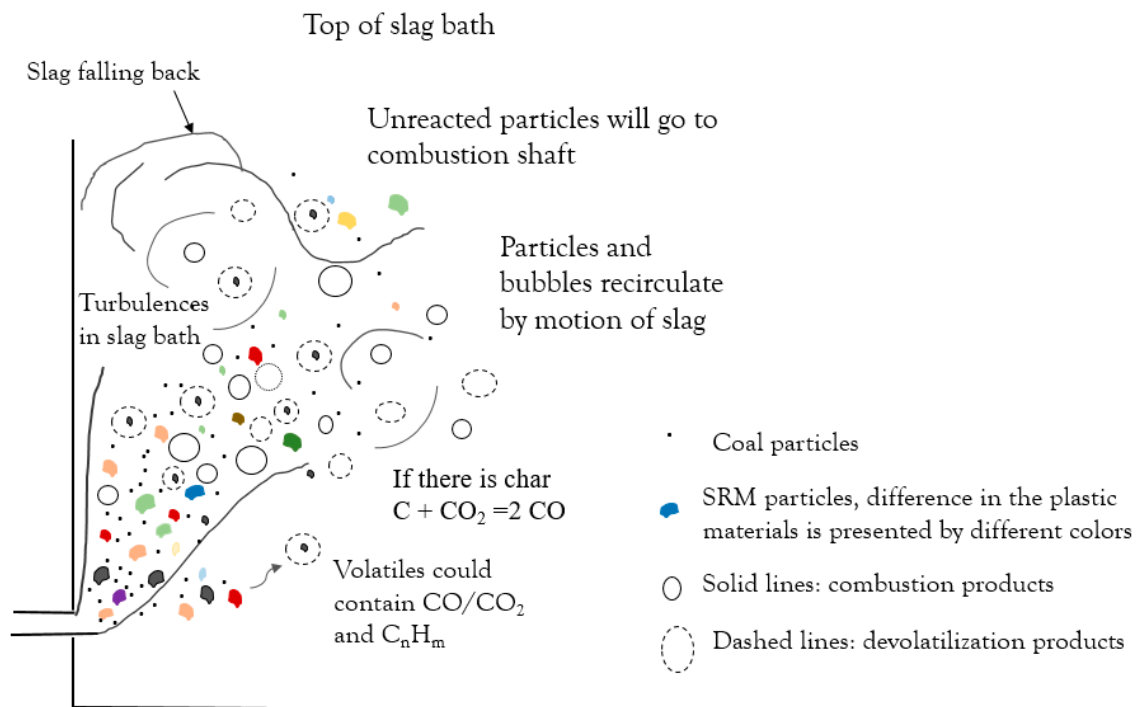 Top of slag bath
Slag falling back
Unreacted particles will go to
combustion shaft
Particles and
bubbles recirculate
by motion of slag
Turbulences
in slag bath
If there is char
C + CO₂ =2 CO
Volatiles could
contain CO/CO₂
and CₙHₘ
Coal particles
SRM particles, difference in the plastic
materials is presented by different colors
Solid lines: combustion products
Dashed lines: devolatilization products